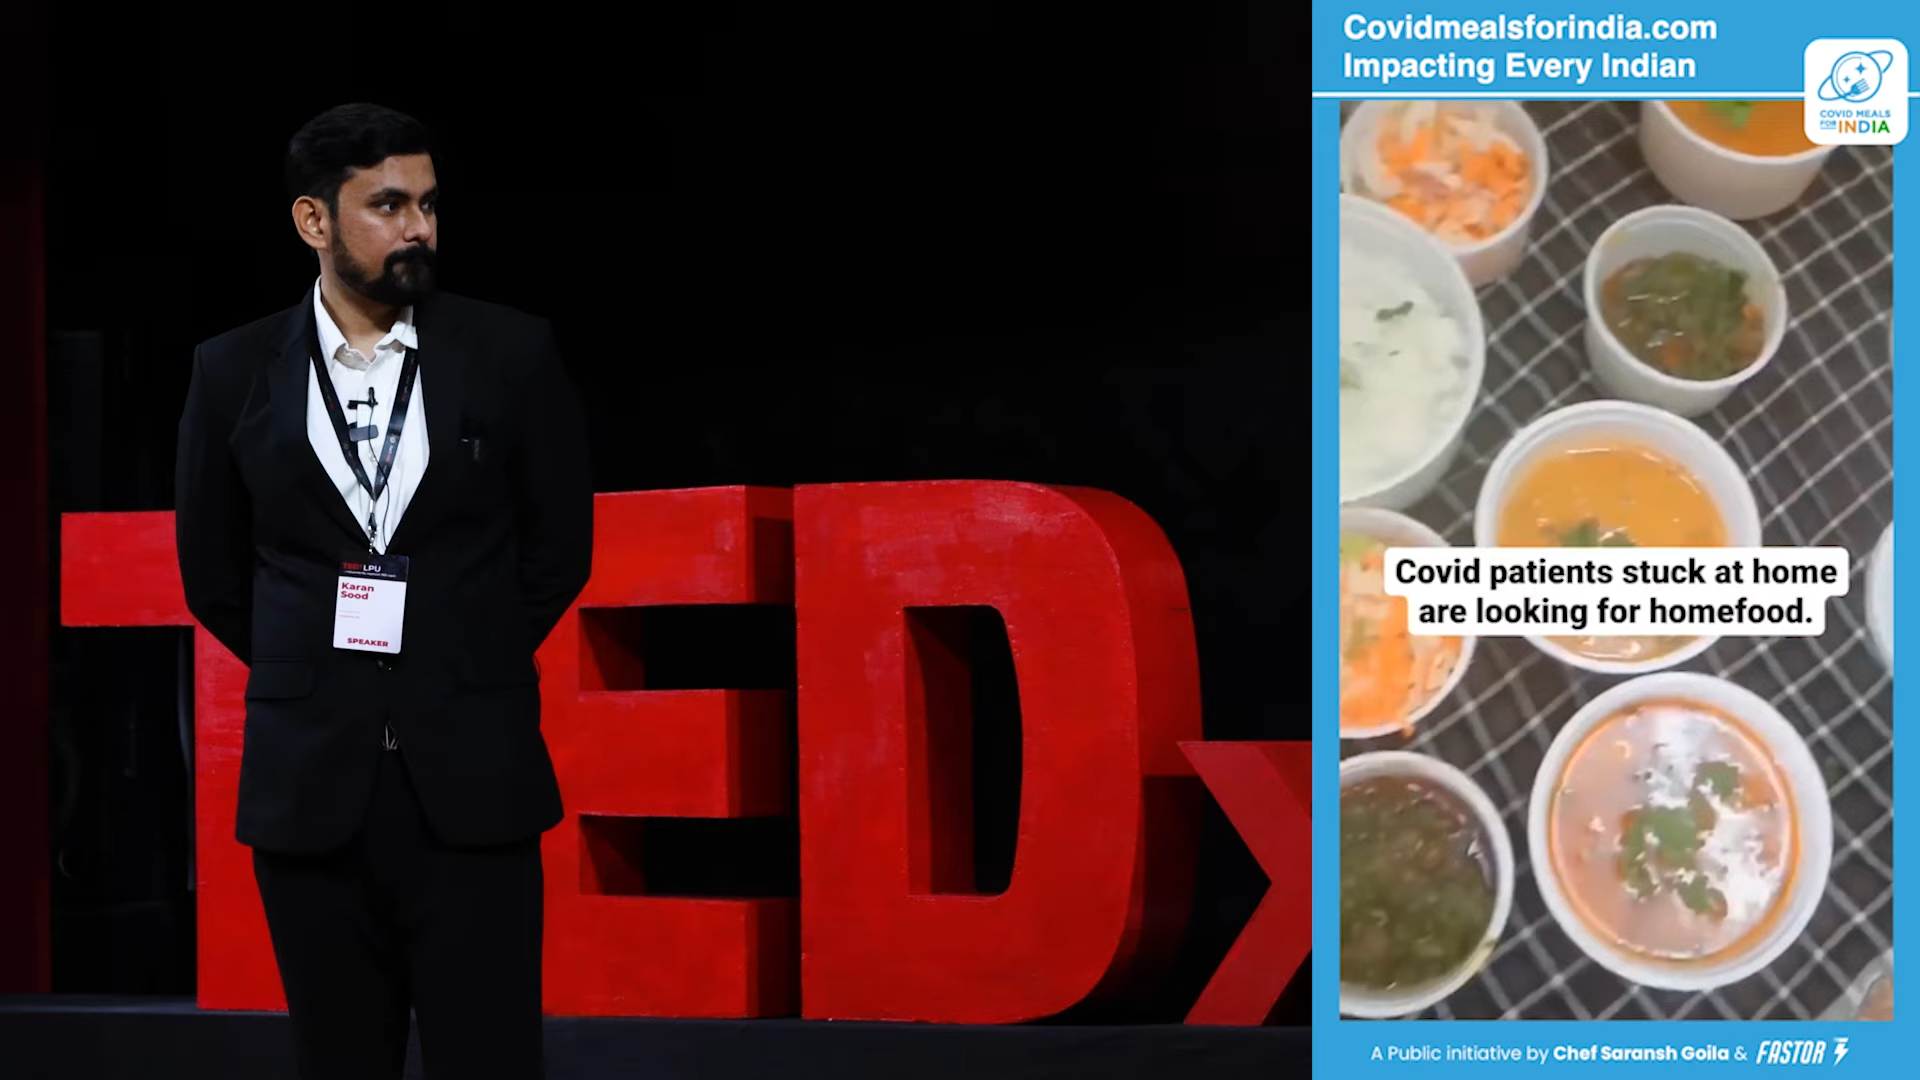 TEDx
TEDx LPU
Karan
Sood
SPEAKER
Covidmealsforindia.com
Impacting Every Indian
COVID MEALS
FOR INDIA
Covid patients stuck at home
are looking for homefood.
A Public initiative by Chef Saransh Goila & FASTOR